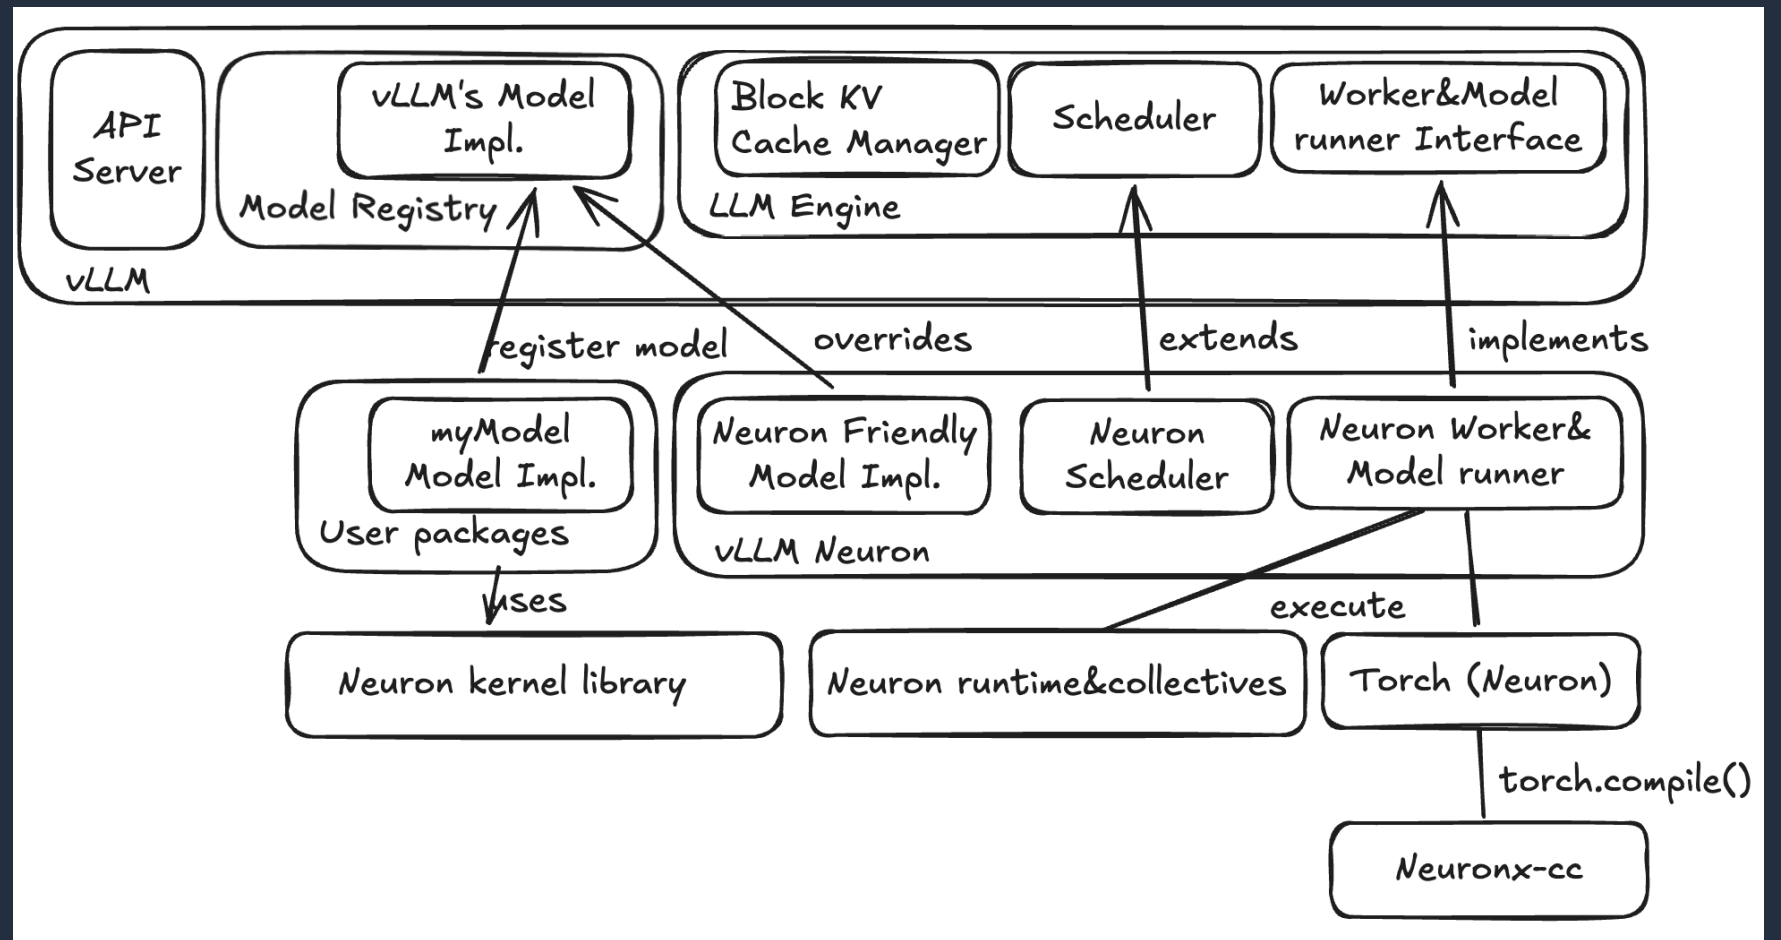 API
Server
vLLM's Model
Impl.
Model Registry
Block KV
Cache Manager
Scheduler
Worker&Model
runner Interface
LLM Engine
vLLM
register model
overrides
extends
implements
myModel
Model Impl.
User packages
Neuron Friendly
Model Impl.
Neuron
Scheduler
Neuron Worker&
Model runner
vLLM Neuron
uses
execute
Neuron kernel library
Neuron runtime&collectives
Torch (Neuron)
torch.compile()
Neuronx-cc